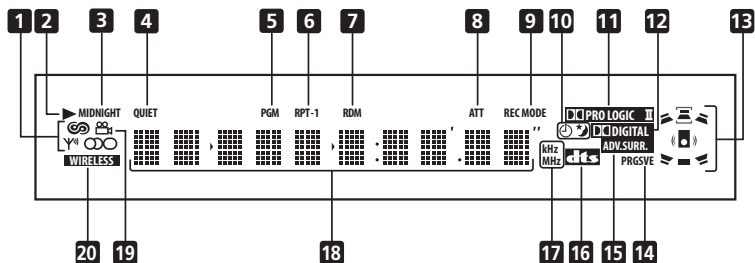 1 2 3 4 5 6 7 8 9 10 11 12 13
MIDNIGHT QUIET PGM RPT-1 RDM ATT REC MODE
PRO LOGIC II
DIGITAL
ADV.SURR.
WIRELESS
kHz
MHz
dts
PRGSVE
20 19 18 17 16 15 14